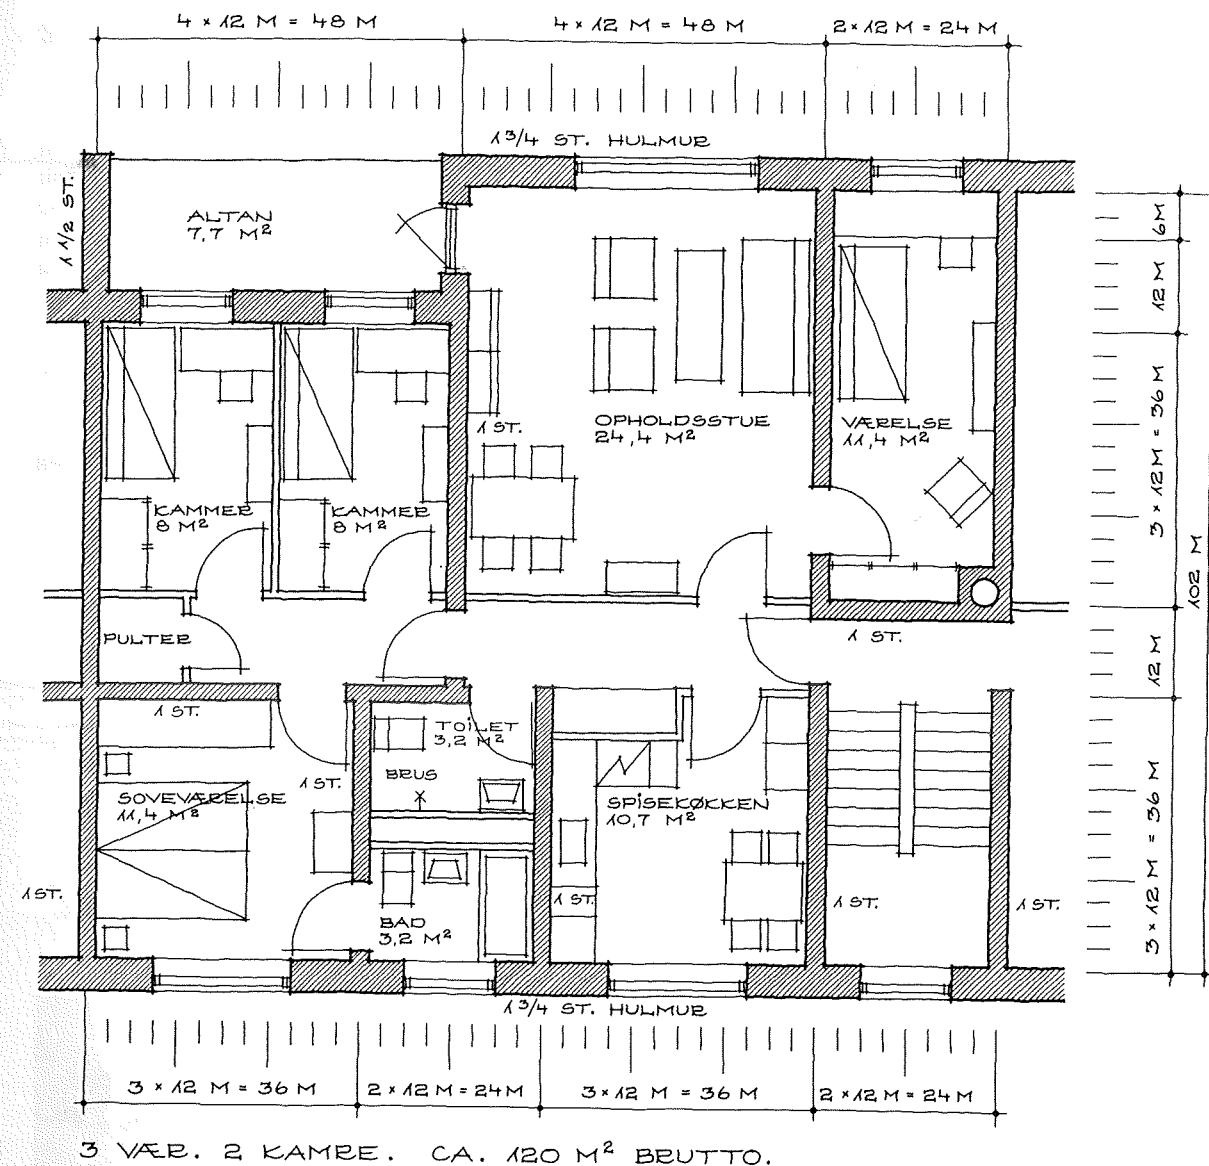 4 × 12 M = 48 M
4 × 12 M = 48 M
2 × 12 M = 24 M
1 3/4 ST. HULMUR
1 1/2 ST.
ALTAN
7,7 M²
6M
12M
3 × 12M = 36 M
OPHOLDSSTUE
24,4 M²
VÆRELSE
11,4 M²
1 ST.
KAMMER
8 M²
KAMMER
8 M²
102 M
PULTER
1 ST.
12 M
1 ST.
TOILET
3,2 M²
BRUS
1 ST.
SOVEVÆRELSE
11,4 M²
SPISEKØKKEN
10,7 M²
3 × 12 M = 36 M
1 ST.
1 ST.
1 ST.
1 ST.
BAD
3,2 M²
1 3/4 ST. HULMUR
3 × 12 M = 36 M
2 × 12 M = 24 M
3 × 12 M = 36 M
2 × 12 M = 24 M
3 VÆR. 2 KAMRE. CA. 120 M² BRUTTO.